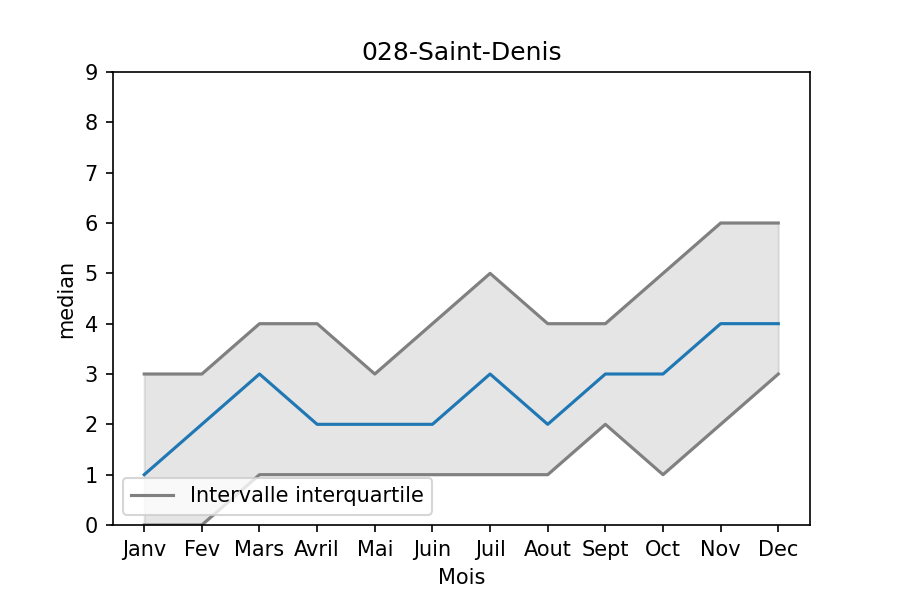 028-Saint-Denis
9
8
7
6
5
4
3
2
1
0
median
Intervalle interquartile
Janv Fev Mars Avril Mai Juin Juil Aout Sept Oct Nov Dec
Mois